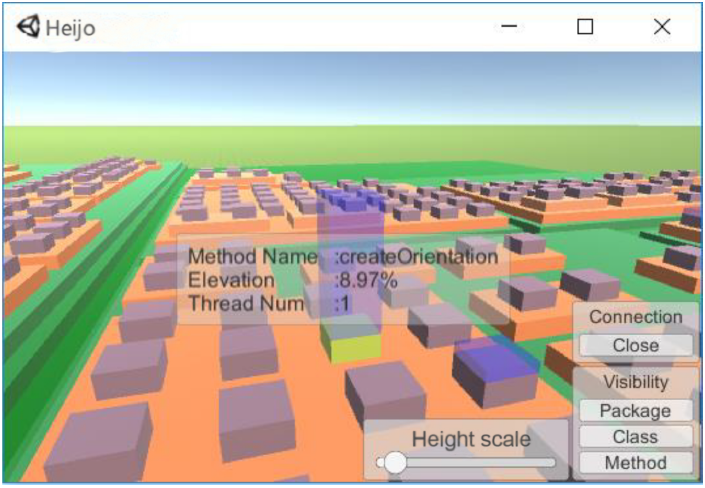 Heijo
Method Name :createOrientation
Elevation :8.97%
Thread Num :1
Connection
Close
Visibility
Package
Class
Method
Height scale